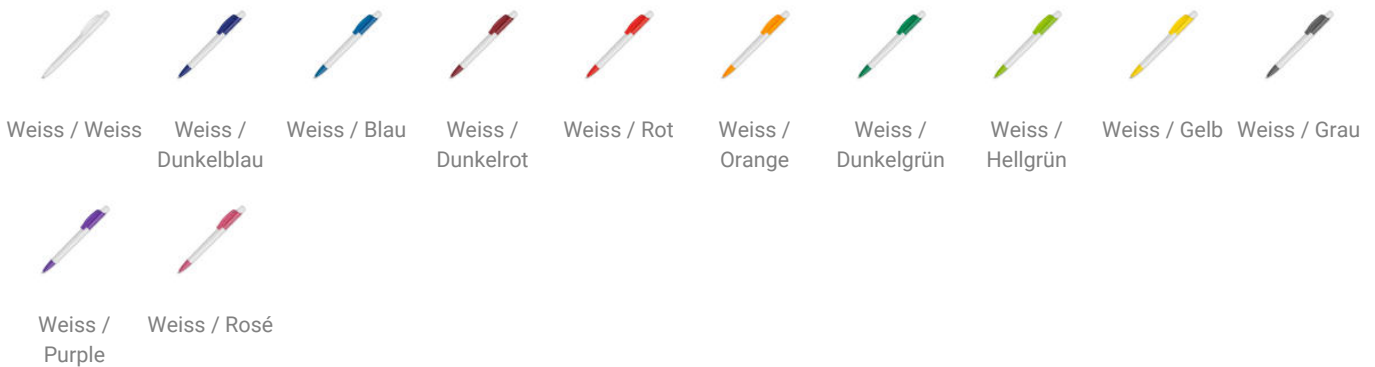 Weiss / Weiss
Weiss /
Dunkelblau
Weiss / Blau
Weiss /
Dunkelrot
Weiss / Rot
Weiss /
Orange
Weiss /
Dunkelgrün
Weiss /
Hellgrün
Weiss / Gelb
Weiss / Grau
Weiss /
Purple
Weiss / Rosé